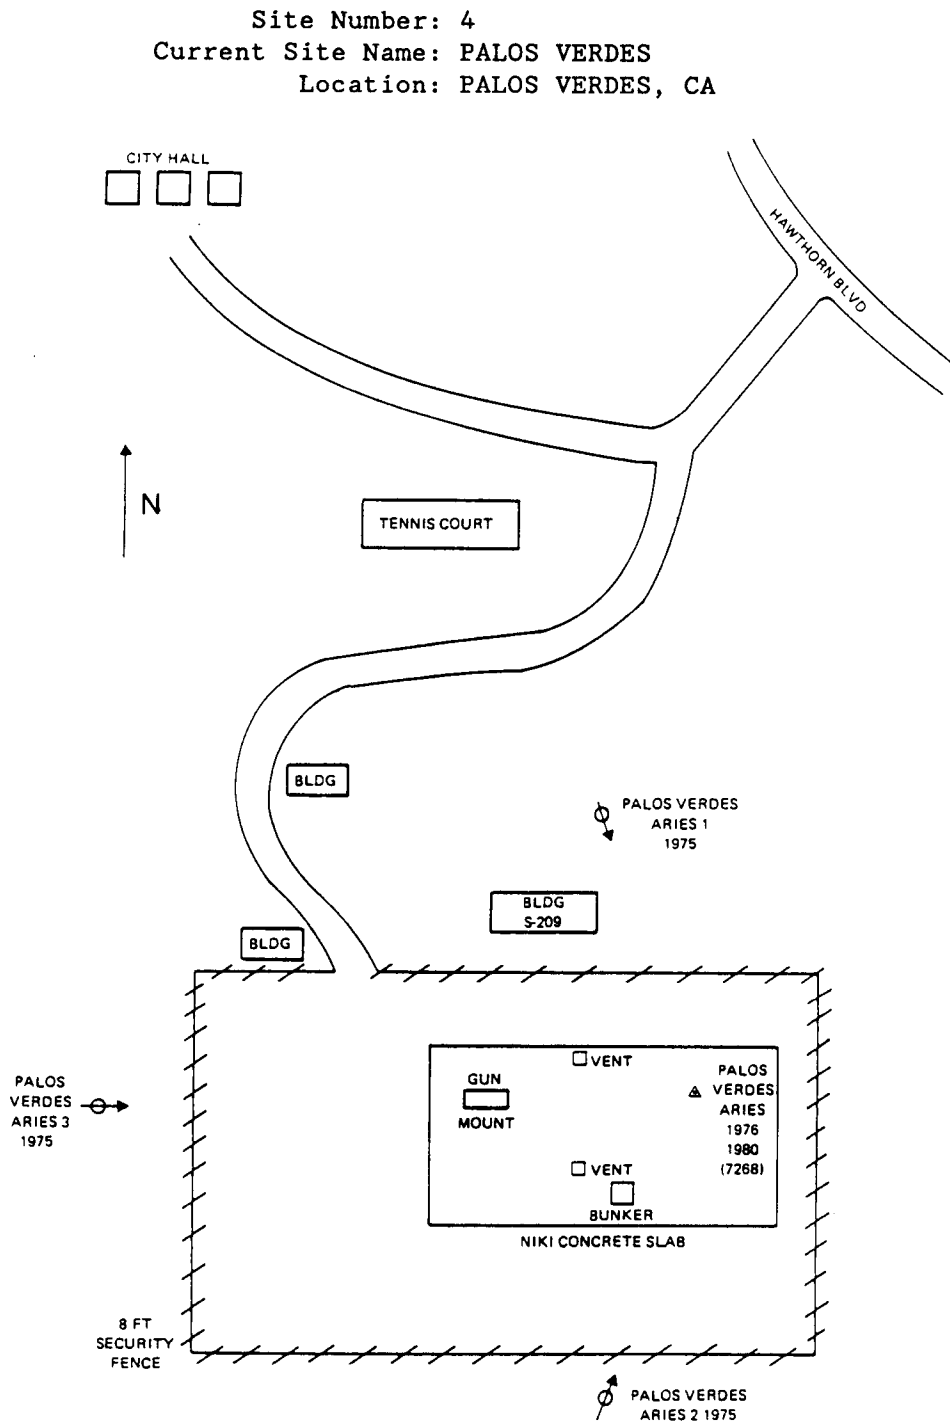 Site Number: 4
Current Site Name: PALOS VERDES
Location: PALOS VERDES, CA
CITY HALL
HAWTHORN BLVD
N
TENNIS COURT
BLDG
PALOS VERDES
ARIES 1
1975
BLDG
S-209
BLDG
VENT
GUN
MOUNT
PALOS
VERDES
ARIES
1976
1980
(7268)
PALOS
VERDES
ARIES 3
1975
VENT
BUNKER
NIKI CONCRETE SLAB
8 FT
SECURITY
FENCE
PALOS VERDES
ARIES 2 1975